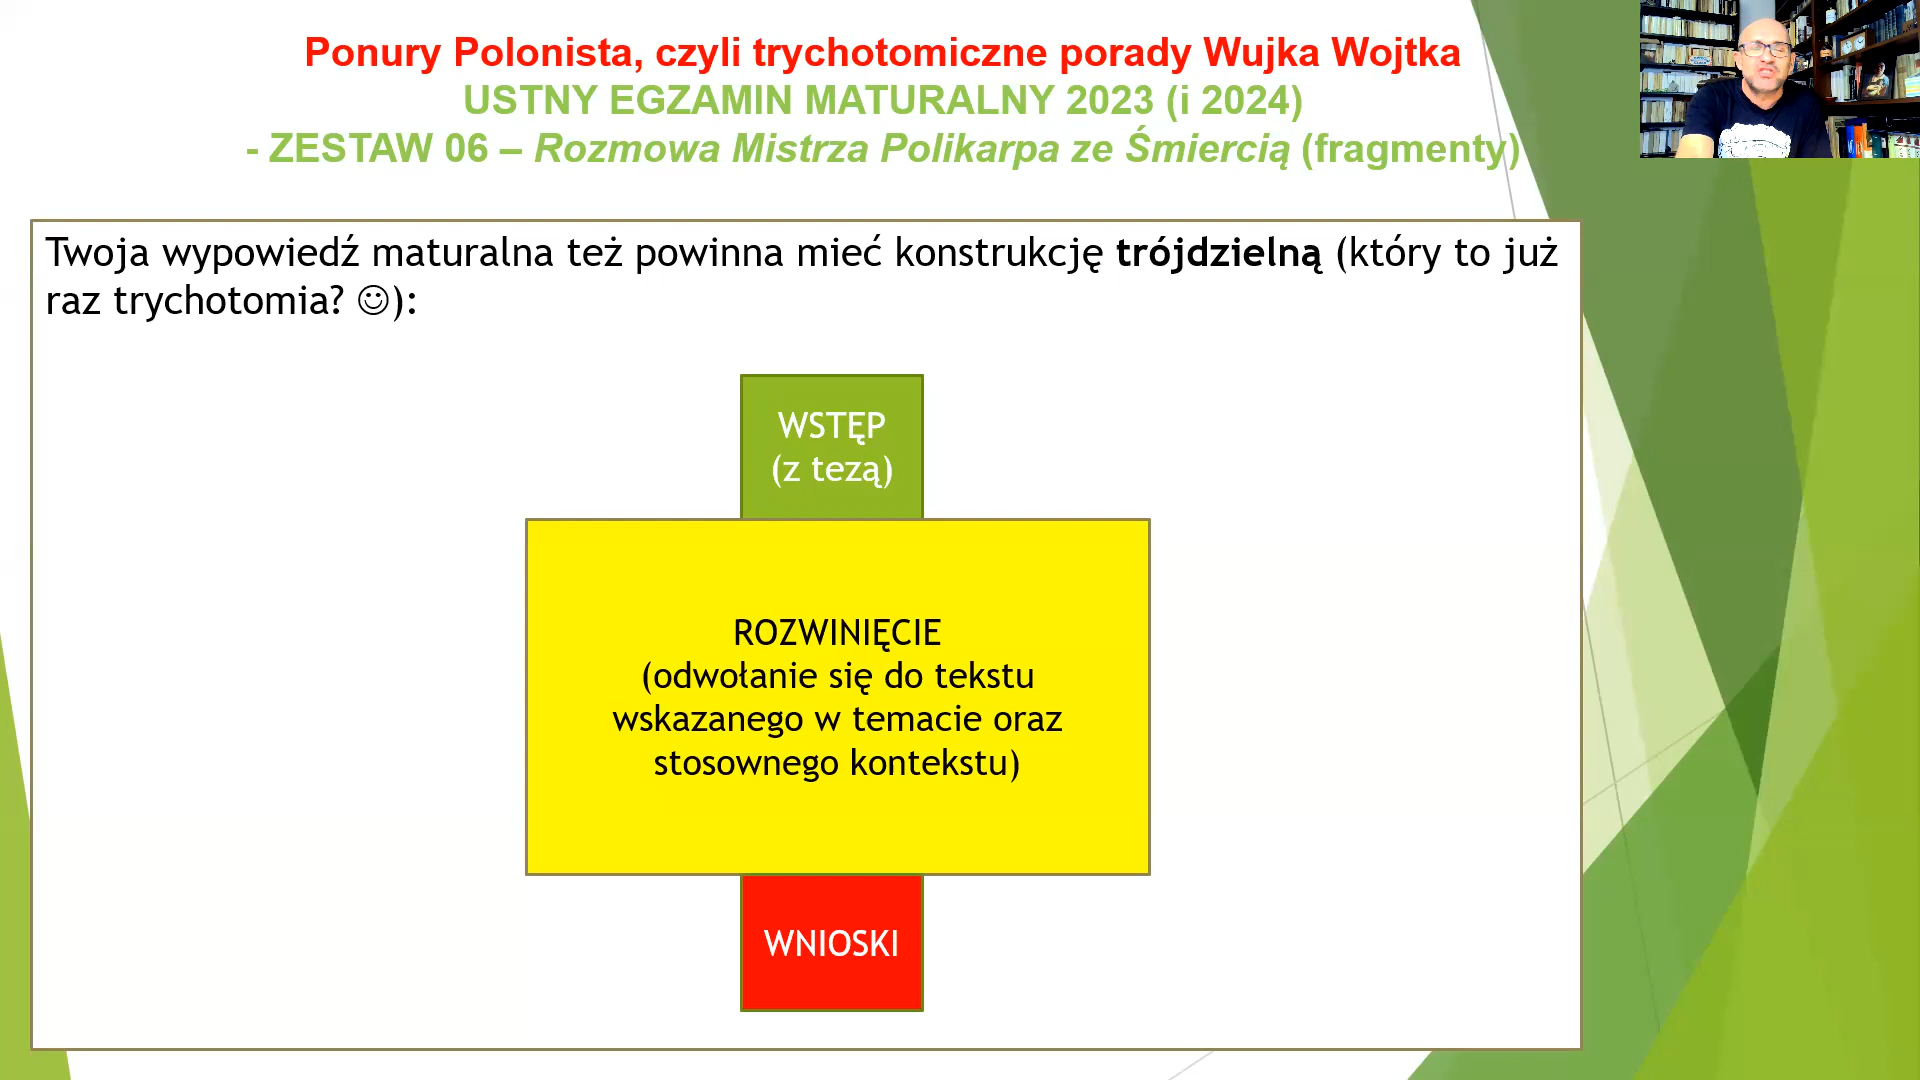 Ponury Polonista, czyli trychotomiczne porady Wujka Wojtka
USTNY EGZAMIN MATURALNY 2023 (i 2024)
- ZESTAW 06 – Rozmowa Mistrza Polikarpa ze Śmiercią (fragmenty)
Twoja wypowiedź maturalna też powinna mieć konstrukcję trójdzielną (który to już
raz trychotomia? ☺):
WSTĘP
(z tezą)
ROZWINIĘCIE
(odwołanie się do tekstu
wskazanego w temacie oraz
stosownego kontekstu)
WNIOSKI